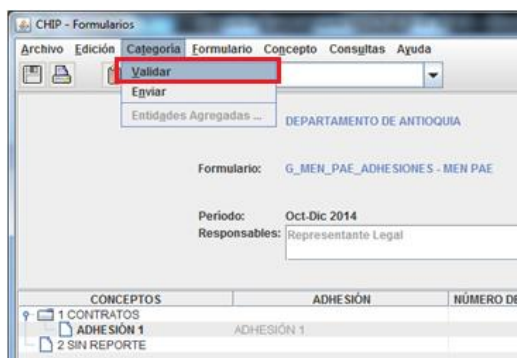 CHIP - Formularios
Archivo Edición Categoría Formulario Concepto Consultas Ayuda
Validar
Enviar
Entidades Agregadas ...
DEPARTAMENTO DE ANTIOQUIA
Formulario: G_MEN_PAE_ADHESIONES - MEN PAE
Periodo: Oct-Dic 2014
Responsables: Representante Legal
CONCEPTOS ADHESIÓN NÚMERO DE
1 CONTRATOS
ADHESIÓN 1 ADHESIÓN 1
2 SIN REPORTE